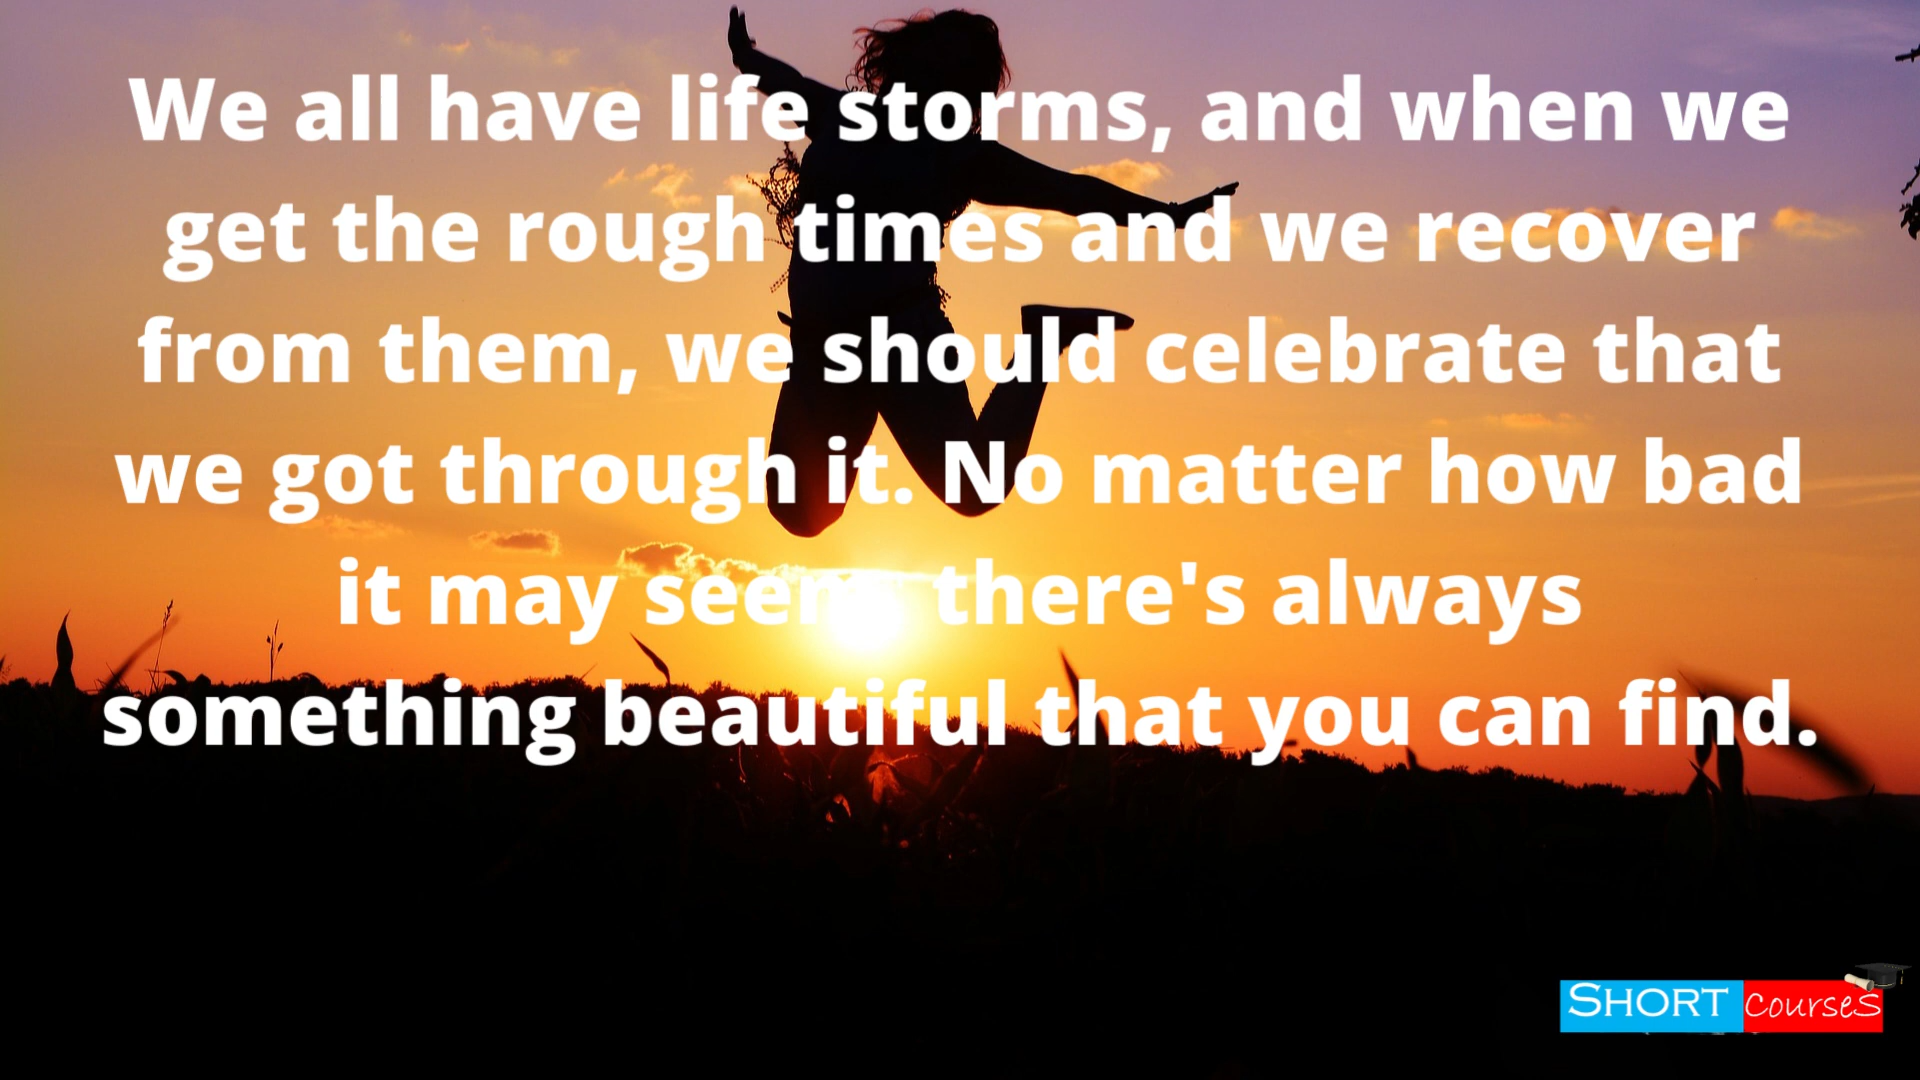 We all have life storms, and when we
get the rough times and we recover
from them, we should celebrate that
we got through it. No matter how bad
it may seem there's always
something beautiful that you can find.
SHORT courses